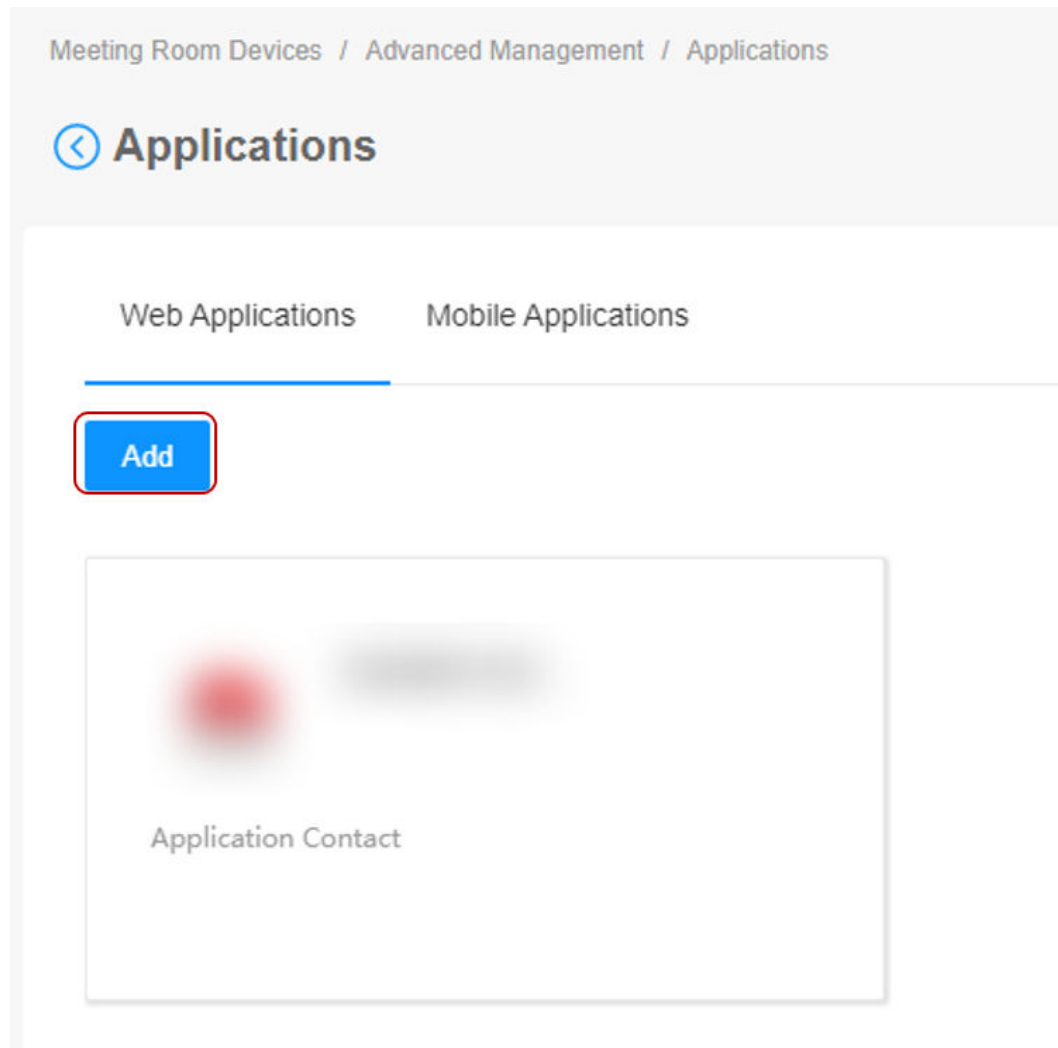 Meeting Room Devices / Advanced Management / Applications
Applications
Web Applications Mobile Applications
Add
Application Contact